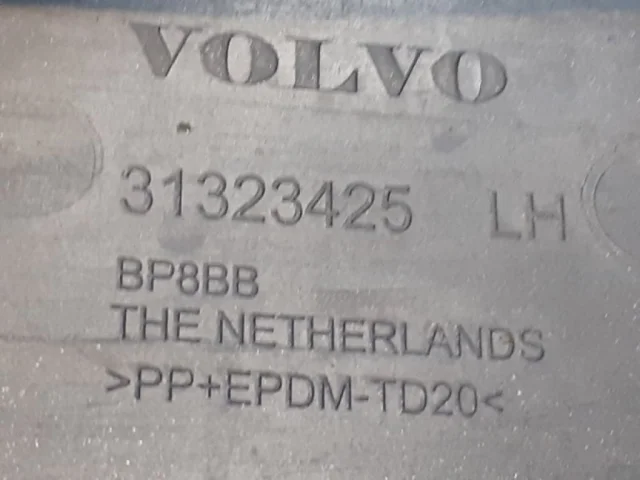 VOLVO
31323425 LH
BP8BB
THE NETHERLANDS
>PP+EPDM-TD20<